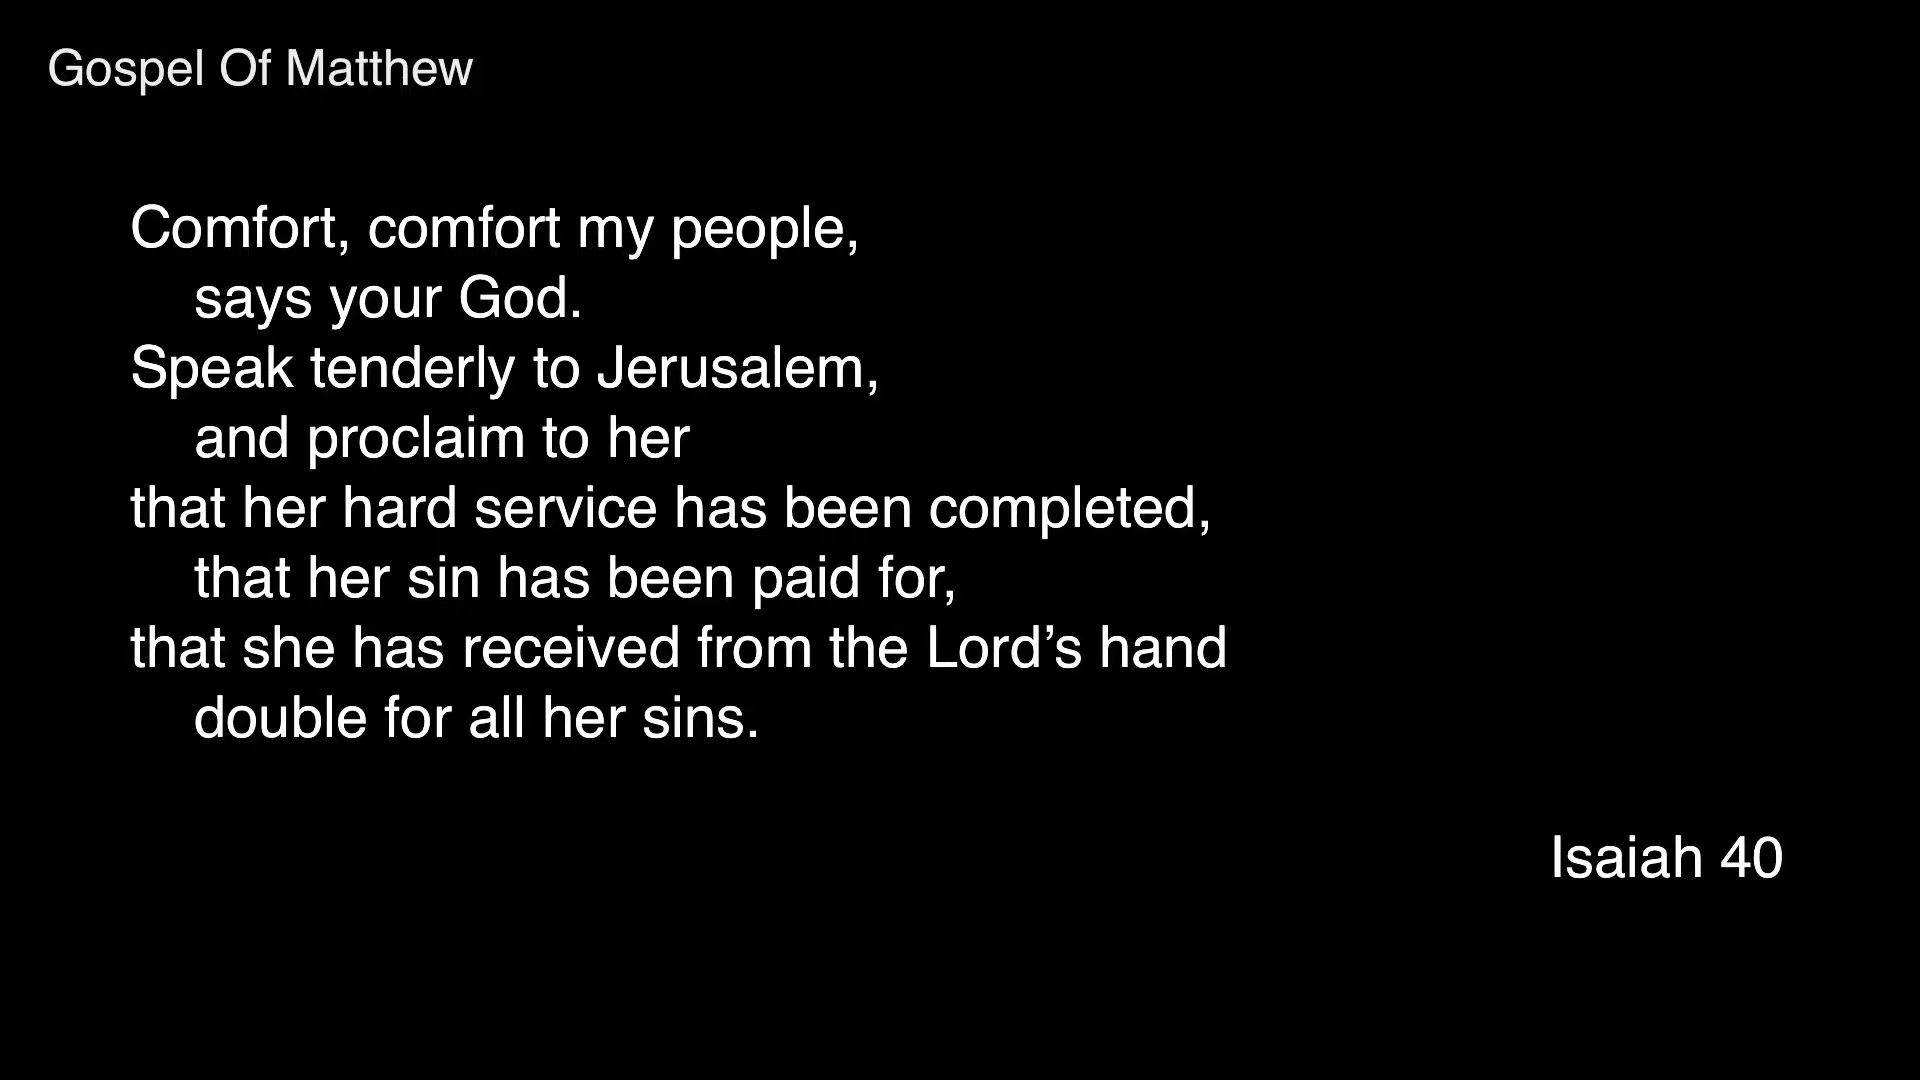 Gospel Of Matthew
Comfort, comfort my people,
says your God.
Speak tenderly to Jerusalem,
and proclaim to her
that her hard service has been completed,
that her sin has been paid for,
that she has received from the Lord’s hand
double for all her sins.
Isaiah 40